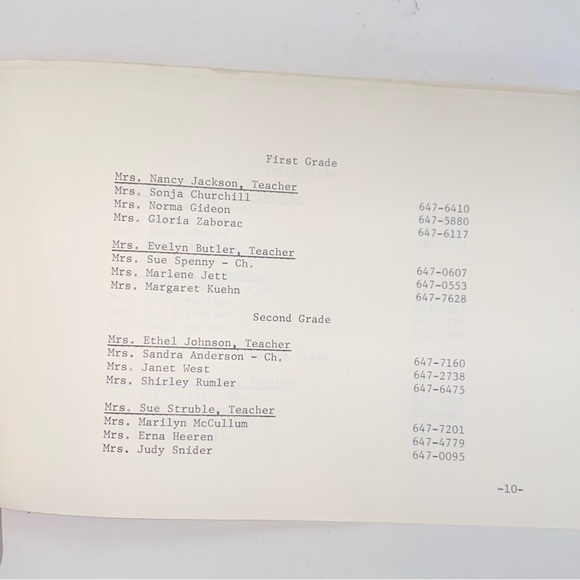 First Grade
Mrs. Nancy Jackson, Teacher
Mrs. Sonja Churchill 647-6410
Mrs. Norma Gideon 647-5880
Mrs. Gloria Zaborac 647-6117
Mrs. Evelyn Butler, Teacher
Mrs. Sue Spenny - Ch. 647-0607
Mrs. Marlene Jett 647-0553
Mrs. Margaret Kuehn 647-7628
Second Grade
Mrs. Ethel Johnson, Teacher
Mrs. Sandra Anderson - Ch. 647-7160
Mrs. Janet West 647-2738
Mrs. Shirley Rumler 647-6475
Mrs. Sue Struble, Teacher
Mrs. Marilyn McCullum 647-7201
Mrs. Erna Heeren 647-4779
Mrs. Judy Snider 647-0095
-10-